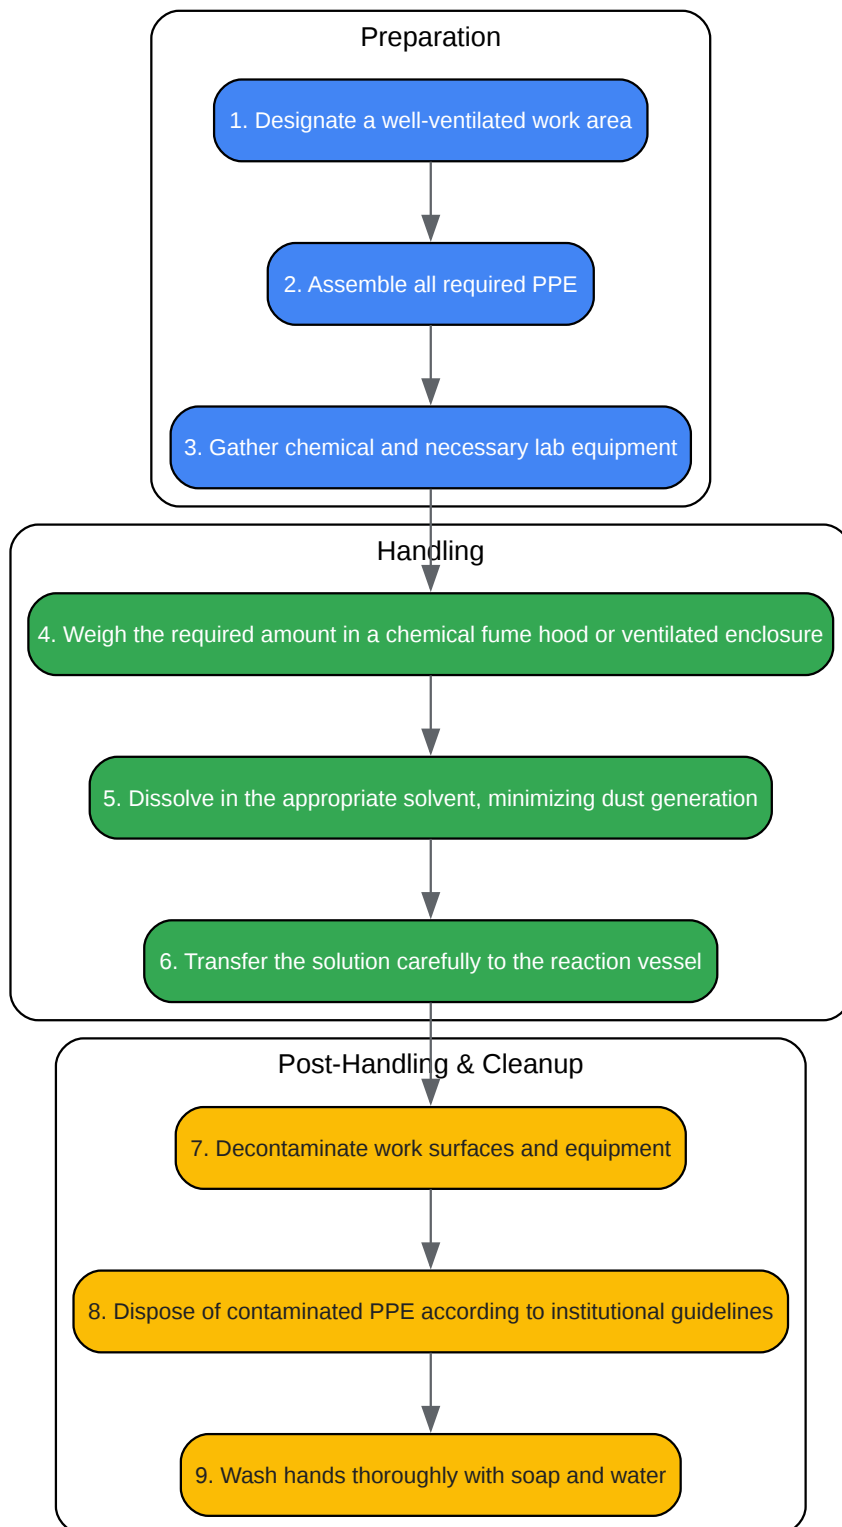 Preparation
1. Designate a well-ventilated work area
2. Assemble all required PPE
3. Gather chemical and necessary lab equipment
Handling
4. Weigh the required amount in a chemical fume hood or ventilated enclosure
5. Dissolve in the appropriate solvent, minimizing dust generation
6. Transfer the solution carefully to the reaction vessel
Post-Handling & Cleanup
7. Decontaminate work surfaces and equipment
8. Dispose of contaminated PPE according to institutional guidelines
9. Wash hands thoroughly with soap and water